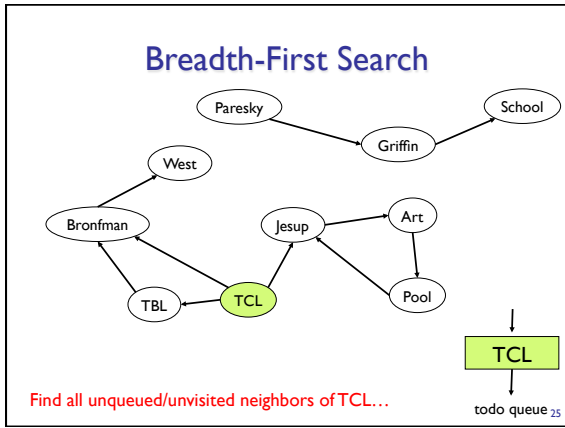 Breadth-First Search
Paresky
School
Griffin
West
Bronfman
Jesup
Art
TBL
TCL
Pool
TCL
Find all unqueued/unvisited neighbors of TCL…
todo queue 25